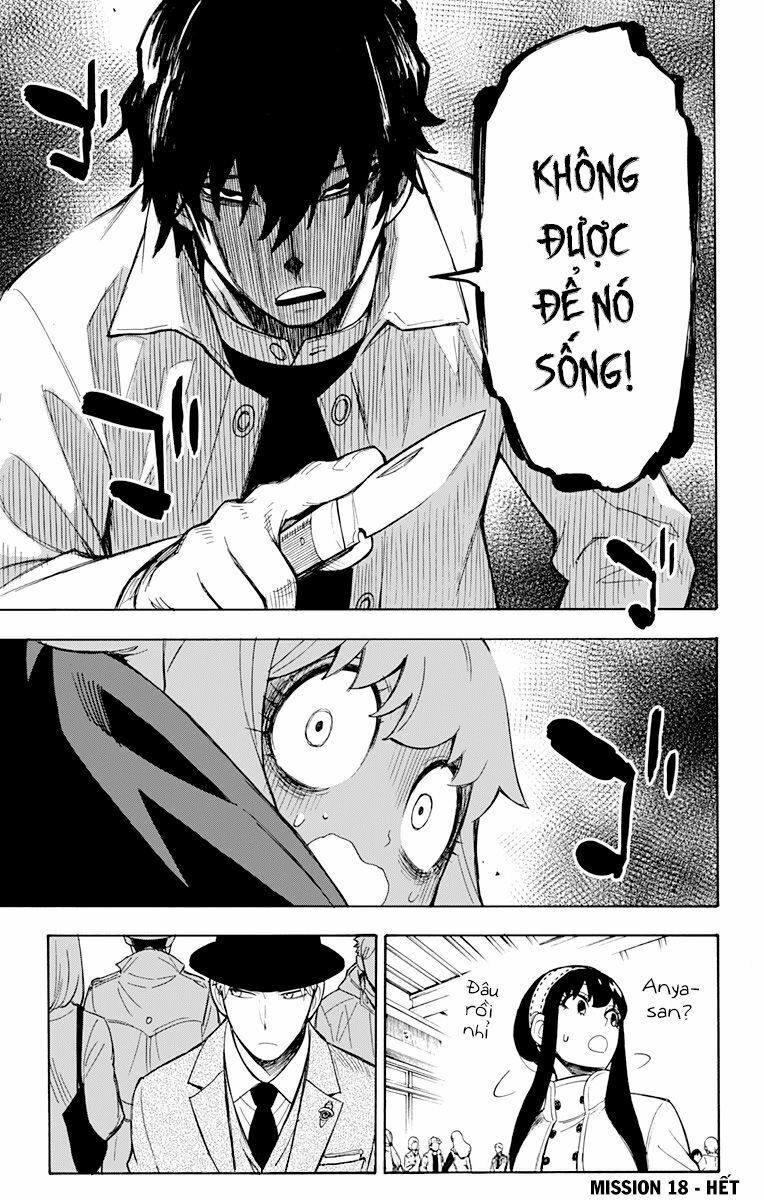 KHÔNG
ĐƯỢC
ĐỂ NÓ
SỐNG!
Anya-
san?
Đâu
rồi
nhỉ
MISSION 18 - HẾT